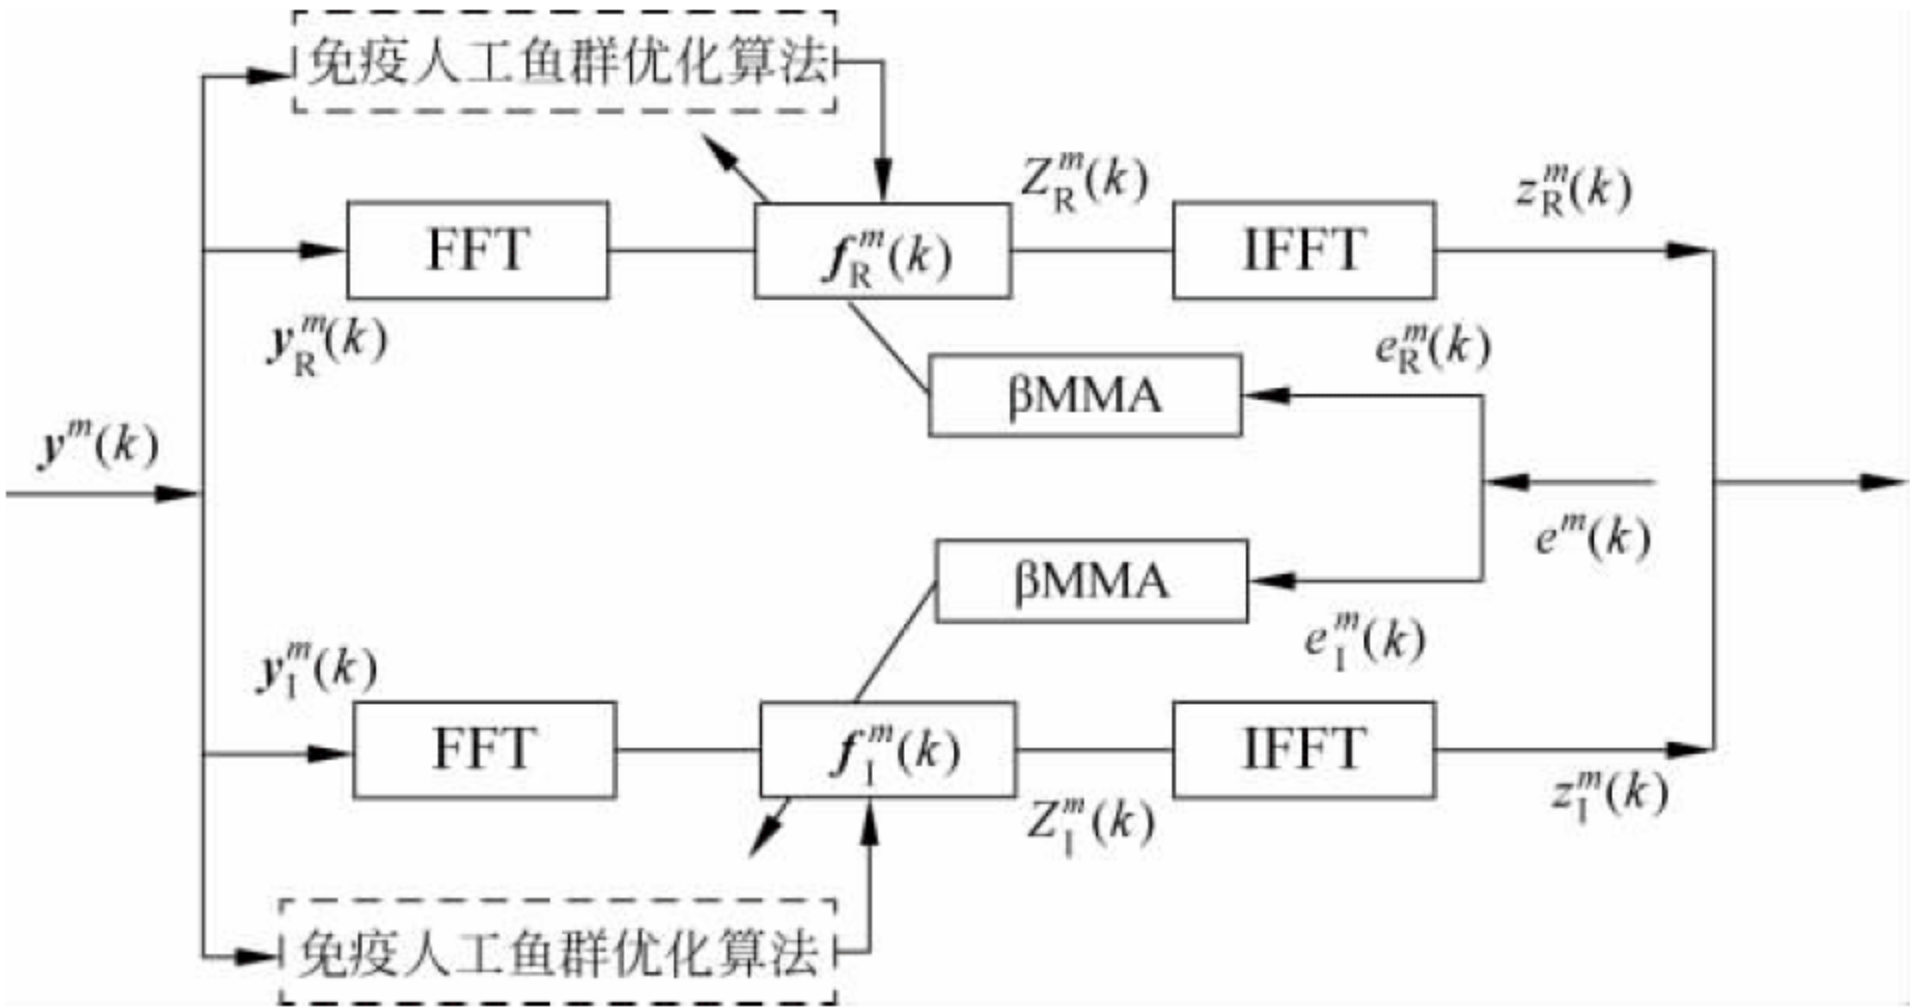 免疫人工鱼群优化算法
Z_R^m(k)
z_R^m(k)
FFT
f_R^m(k)
IFFT
y_R^m(k)
e_R^m(k)
βMMA
y^m(k)
e^m(k)
βMMA
e_I^m(k)
y_I^m(k)
FFT
f_I^m(k)
IFFT
Z_I^m(k)
z_I^m(k)
免疫人工鱼群优化算法